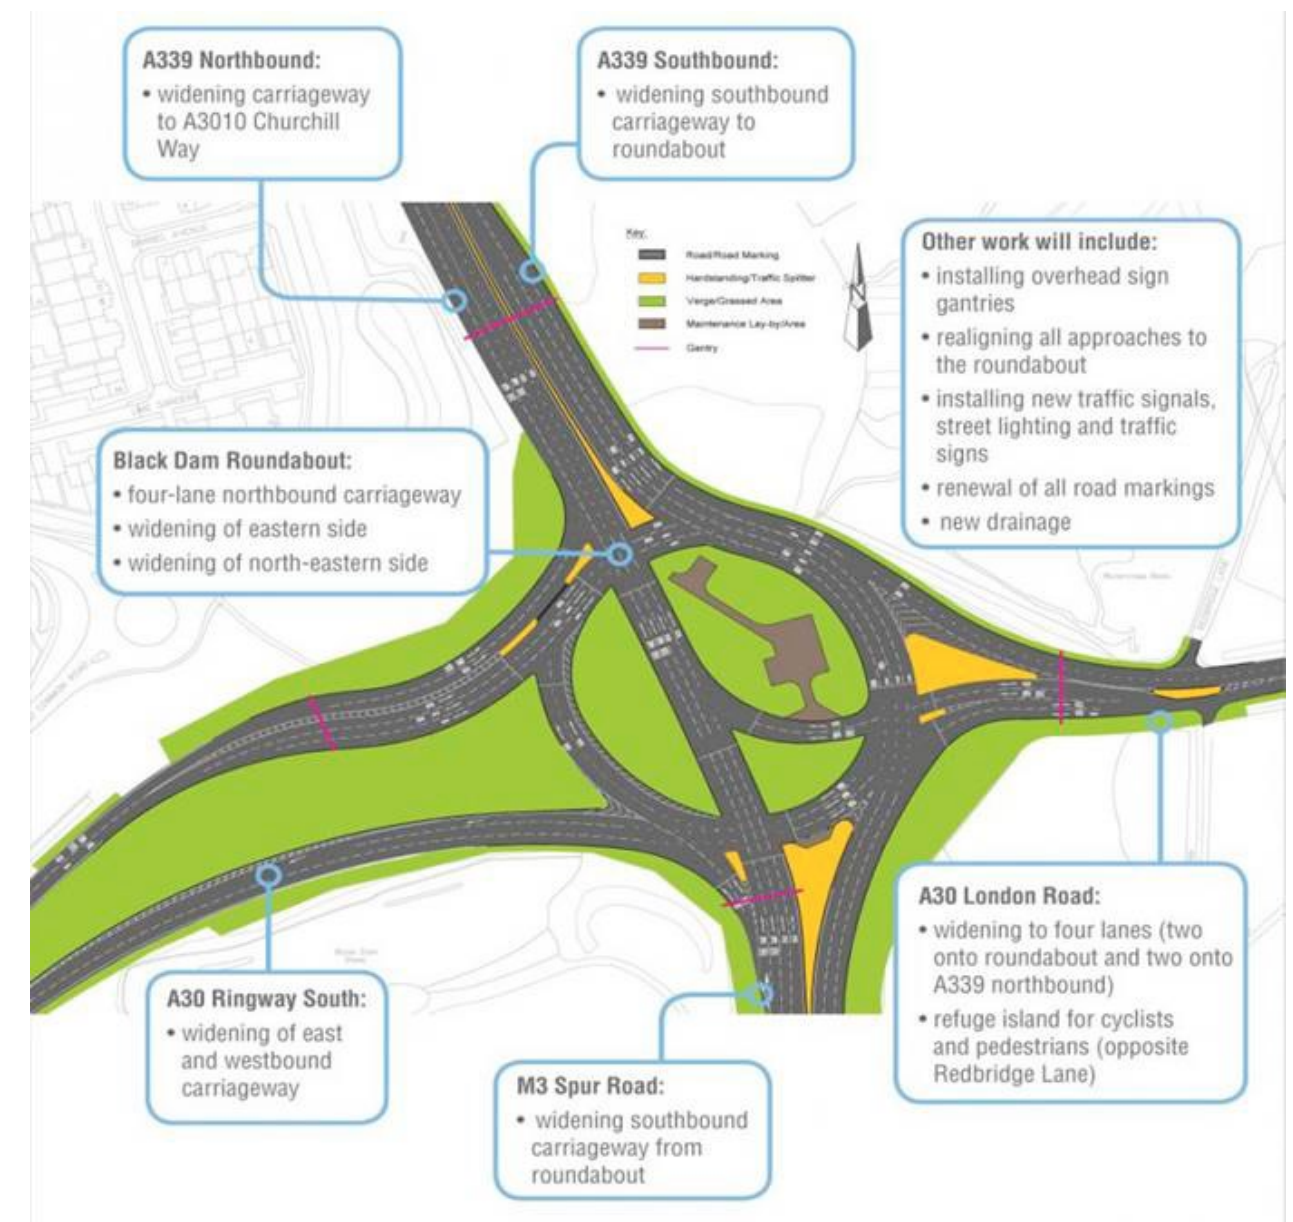 A339 Northbound:
• widening carriageway
to A3010 Churchill
Way
A339 Southbound:
• widening southbound
carriageway to
roundabout
Key:
Road/Road Marking
Hardstanding/Traffic Splitter
Verge/Grassed Area
Maintenance Lay-by/Area
Gantry
N
Other work will include:
• installing overhead sign
gantries
• realigning all approaches to
the roundabout
• installing new traffic signals,
street lighting and traffic
signs
• renewal of all road markings
• new drainage
Black Dam Roundabout:
• four-lane northbound carriageway
• widening of eastern side
• widening of north-eastern side
A30 Ringway South:
• widening of east
and westbound
carriageway
M3 Spur Road:
• widening southbound
carriageway from
roundabout
A30 London Road:
• widening to four lanes (two
onto roundabout and two onto
A339 northbound)
• refuge island for cyclists
and pedestrians (opposite
Redbridge Lane)